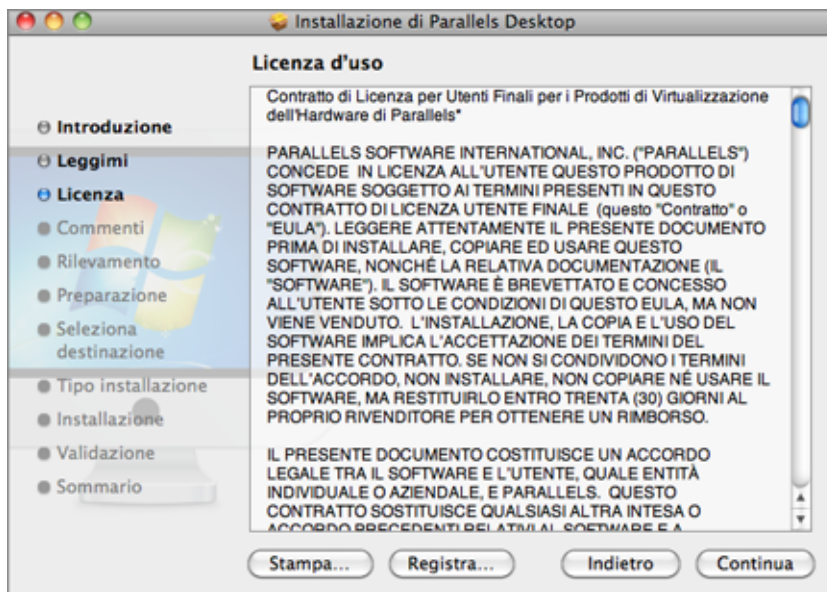 Installazione di Parallels Desktop
Licenza d'uso
Introduzione
Leggimi
Licenza
Commenti
Rilevamento
Preparazione
Seleziona
destinazione
Tipo installazione
Installazione
Validazione
Sommario
Contratto di Licenza per Utenti Finali per i Prodotti di Virtualizzazione
dell'Hardware di Parallels*
PARALLELS SOFTWARE INTERNATIONAL, INC. ("PARALLELS")
CONCEDE IN LICENZA ALL'UTENTE QUESTO PRODOTTO DI
SOFTWARE SOGGETTO AI TERMINI PRESENTI IN QUESTO
CONTRATTO DI LICENZA UTENTE FINALE (questo "Contratto" o
"EULA"). LEGGERE ATTENTAMENTE IL PRESENTE DOCUMENTO
PRIMA DI INSTALLARE, COPIARE ED USARE QUESTO
SOFTWARE, NONCHÉ LA RELATIVA DOCUMENTAZIONE (IL
"SOFTWARE"). IL SOFTWARE È BREVETTATO E CONCESSO
ALL'UTENTE SOTTO LE CONDIZIONI DI QUESTO EULA, MA NON
VIENE VENDUTO. L'INSTALLAZIONE, LA COPIA E L'USO DEL
SOFTWARE IMPLICA L'ACCETTAZIONE DEI TERMINI DEL
PRESENTE CONTRATTO. SE NON SI CONDIVIDONO I TERMINI
DELL'ACCORDO, NON INSTALLARE, NON COPIARE NÉ USARE IL
SOFTWARE, MA RESTITUIRLO ENTRO TRENTA (30) GIORNI AL
PROPRIO RIVENDITORE PER OTTENERE UN RIMBORSO.
IL PRESENTE DOCUMENTO COSTITUISCE UN ACCORDO
LEGALE TRA IL SOFTWARE E L'UTENTE, QUALE ENTITÀ
INDIVIDUALE O AZIENDALE, E PARALLELS. QUESTO
CONTRATTO SOSTITUISCE QUALSIASI ALTRA INTESA O
ACCORDO PRECEDENTI RELATIVI AL SOFTWARE E A
Stampa...
Registra...
Indietro
Continua